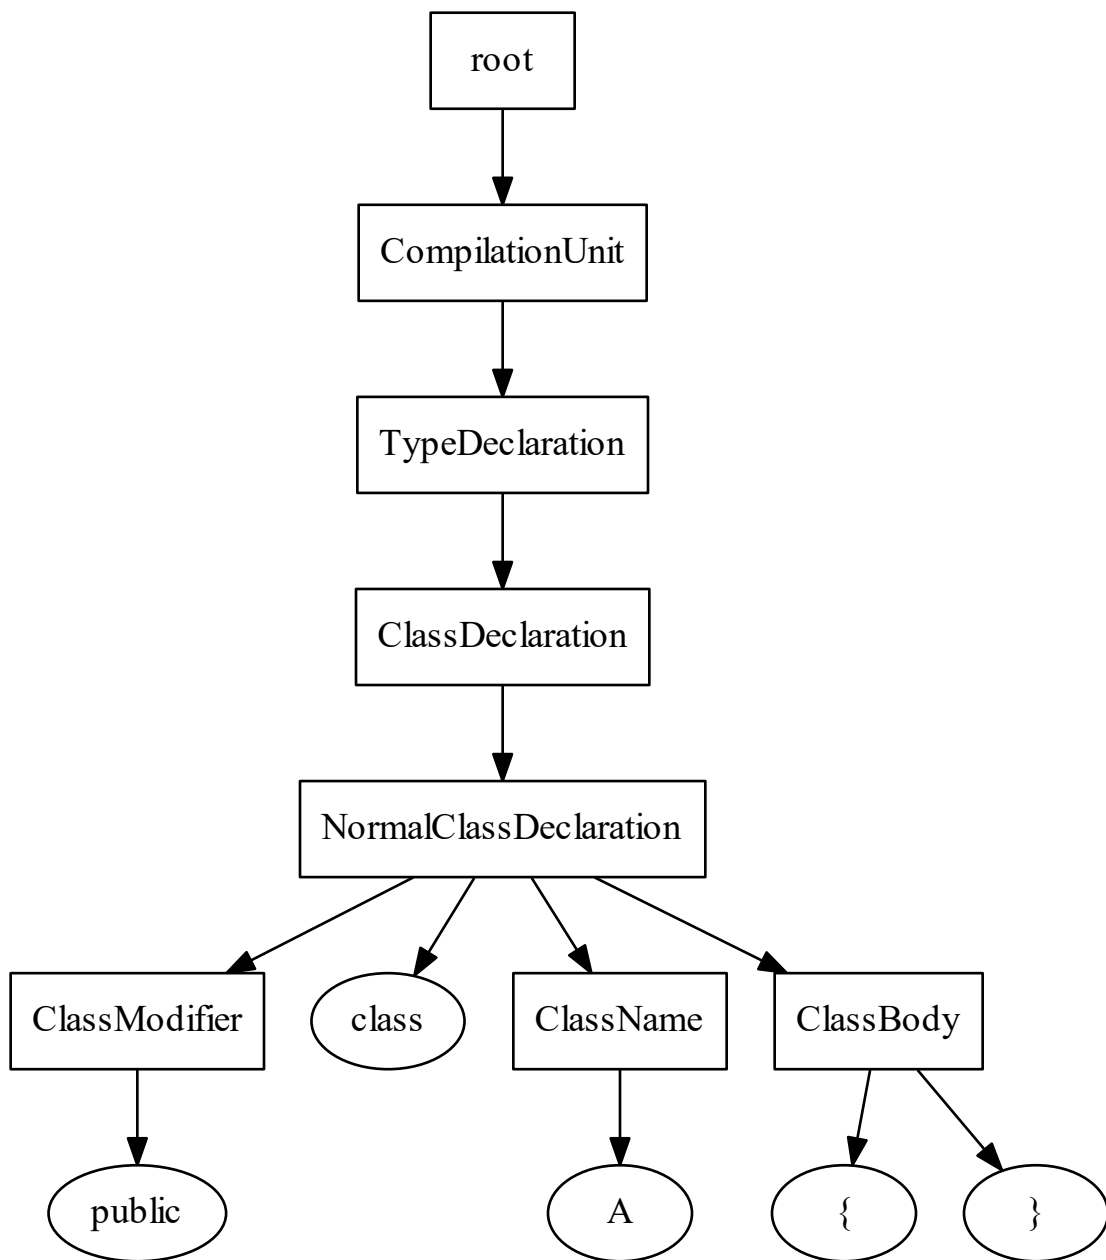 root
CompilationUnit
TypeDeclaration
ClassDeclaration
NormalClassDeclaration
ClassModifier
class
ClassName
ClassBody
public
A
{
}